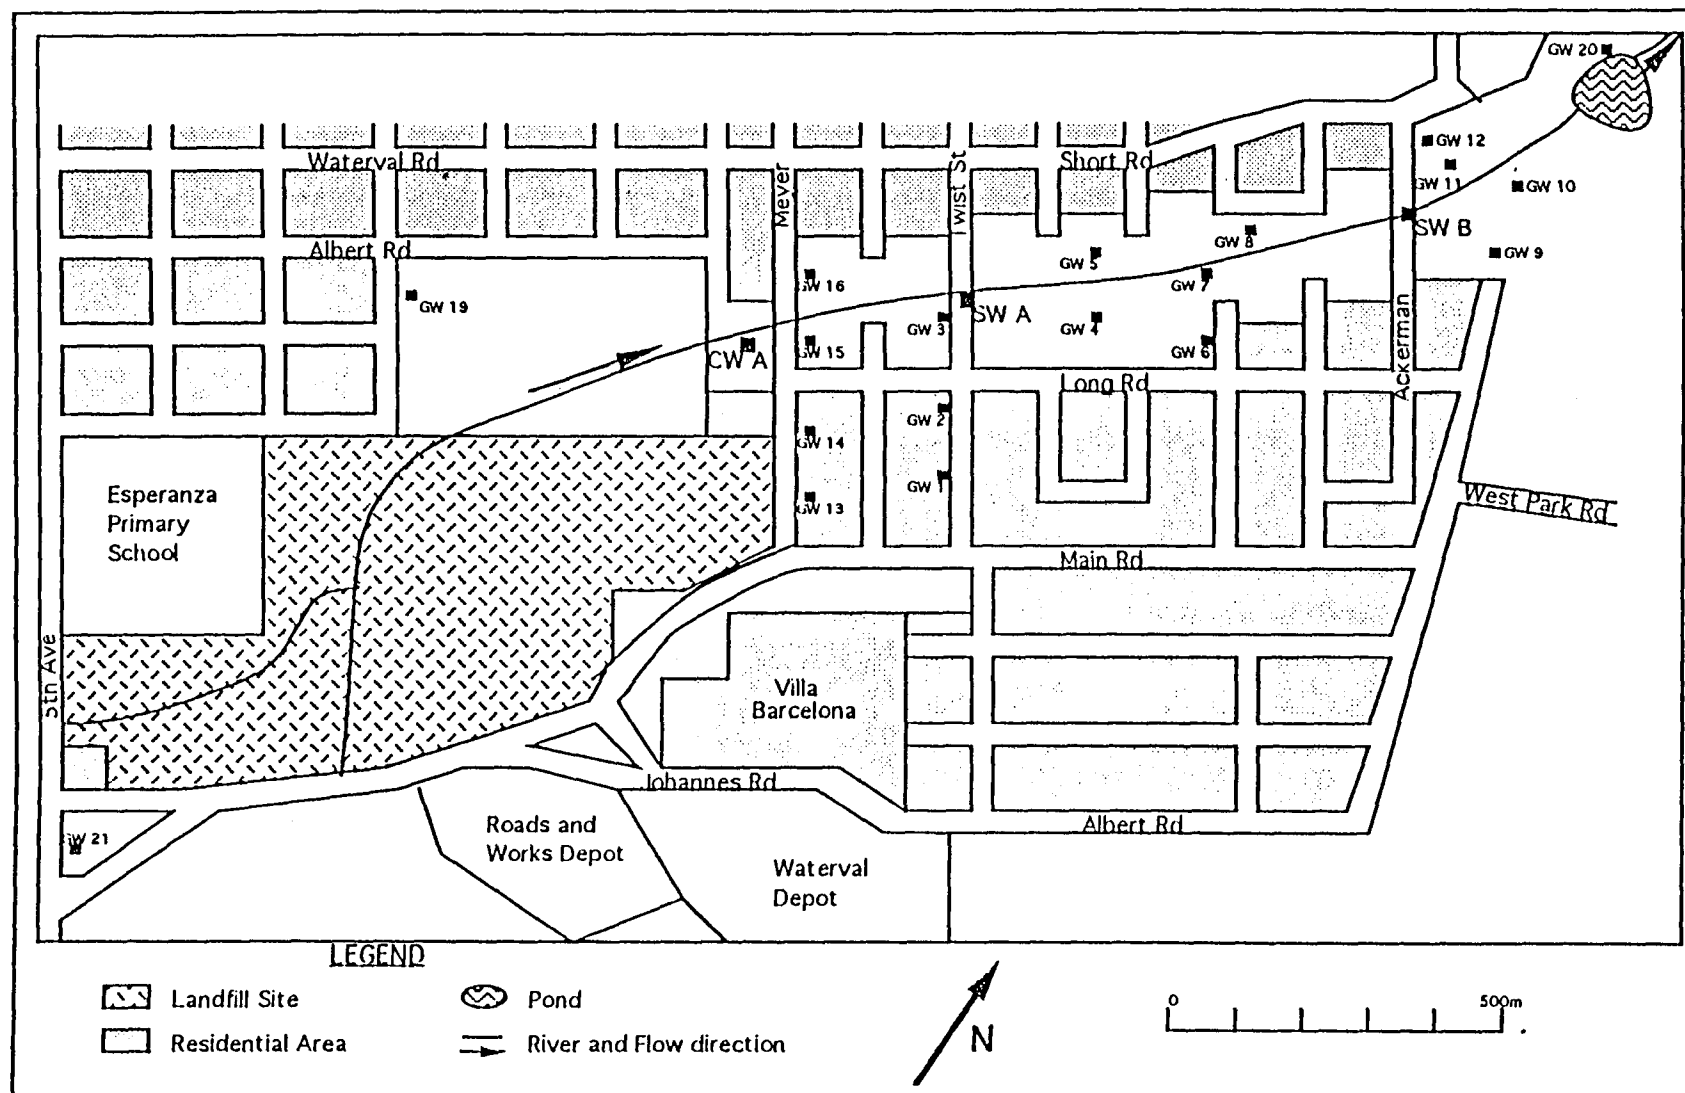 GW 20
GW 12
Waterval Rd
Short Rd
GW 11
GW 10
Meyer
Twist St
SW B
Albert Rd
GW 8
GW 5
GW 9
GW 16
GW 7
GW 19
SW A
GW 3
GW 4
CW A
GW 15
GW 6
Ackerman
Long Rd
GW 2
GW 14
Esperanza
Primary
School
GW 1
GW 13
West Park Rd
Main Rd
5th Ave
Villa
Barcelona
Johannes Rd
Albert Rd
GW 21
Roads and
Works Depot
Waterval
Depot
LEGEND
Landfill Site
Pond
0 500m
Residential Area
River and Flow direction
N